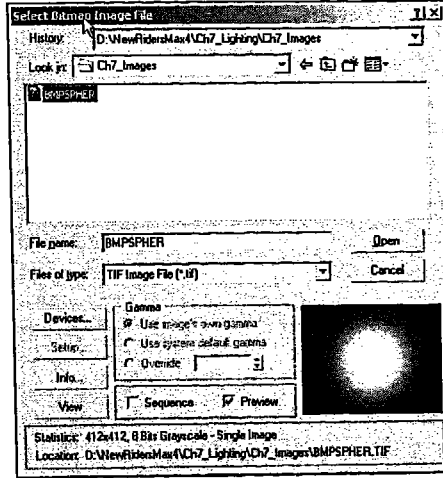 Select Bitmap Image File
History: D:\NewRidersMax4\Ch7_Lighting\Ch7_Images
Look in: Ch7_Images
BMPSPHER
File name: BMPSPHER Open
Files of type: TIF Image File (*.tif) Cancel
Devices...
Setup...
Info...
View
Gamma
Use image's own gamma
Use system default gamma
Override
Sequence Preview
Statistics: 412x412, 8 Bits Grayscale - Single Image
Location: D:\NewRidersMax4\Ch7_Lighting\Ch7_Images\BMPSPHER.TIF